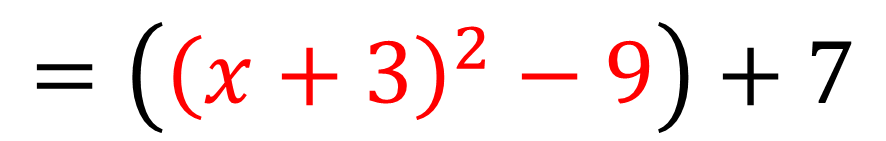 = ((x + 3)² − 9) + 7